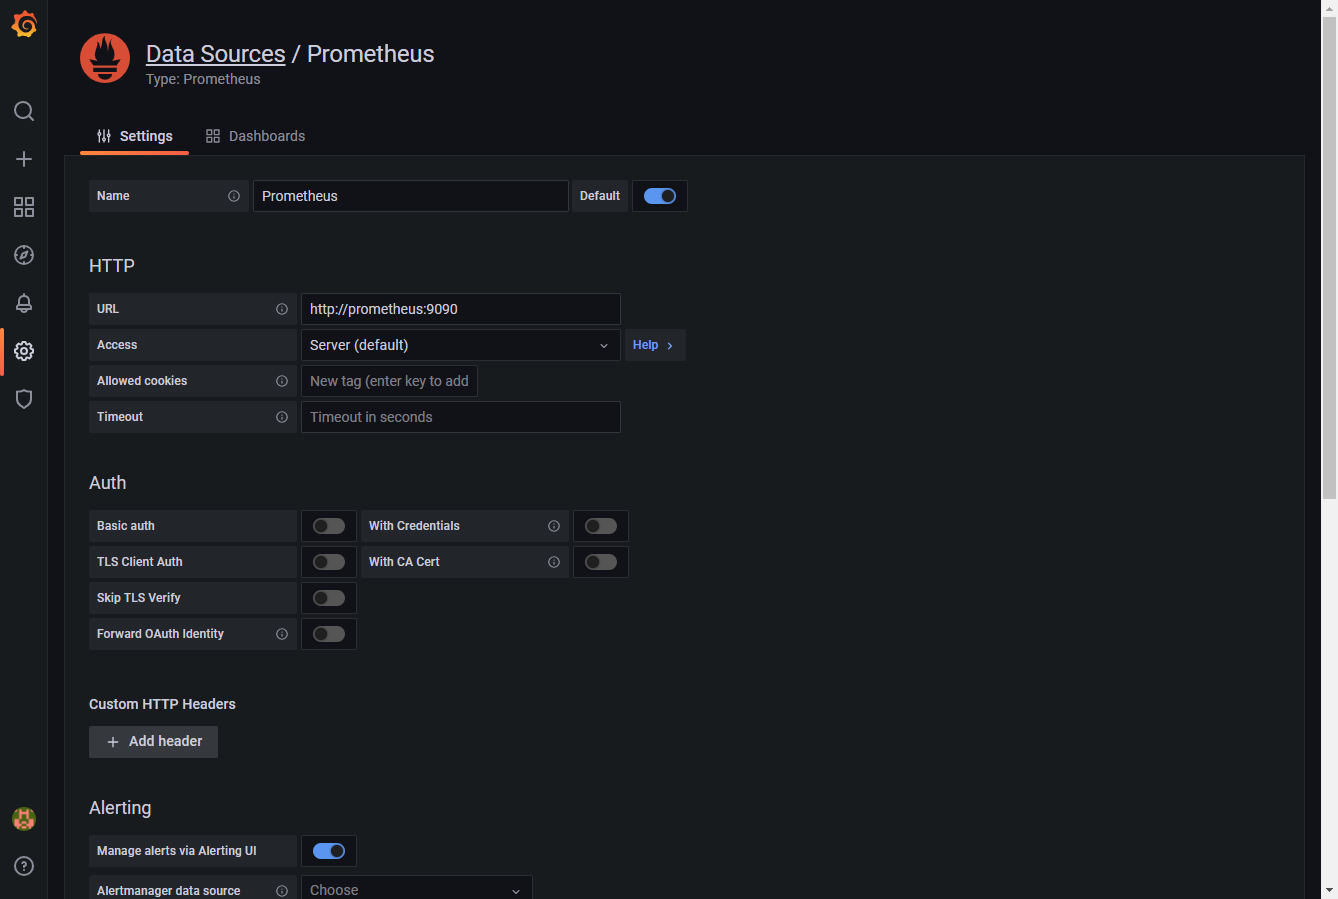 Data Sources / Prometheus
Type: Prometheus
Settings Dashboards
Name Prometheus Default
HTTP
URL http://prometheus:9090
Access Server (default) Help
Allowed cookies New tag (enter key to add
Timeout Timeout in seconds
Auth
Basic auth With Credentials
TLS Client Auth With CA Cert
Skip TLS Verify
Forward OAuth Identity
Custom HTTP Headers
Add header
Alerting
Manage alerts via Alerting UI
Alertmanager data source Choose